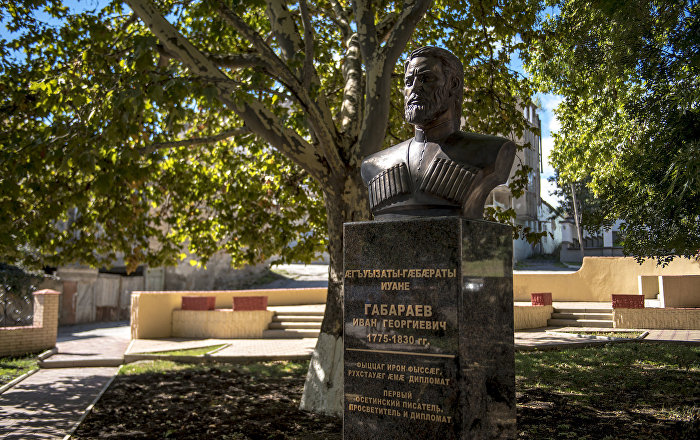 ÆГЪУЫЗАТЫ-ГÆБÆРАТЫ
ИУАНЕ
ГАБАРАЕВ
ИВАН ГЕОРГИЕВИЧ
1775-1830 гг.
ФЫЦЦАГ ИРОН ФЫССÆГ,
РУХСТАУÆГ ÆМÆ ДИПЛОМАТ
ПЕРВЫЙ
ОСЕТИНСКИЙ ПИСАТЕЛЬ,
ПРОСВЕТИТЕЛЬ И ДИПЛОМАТ